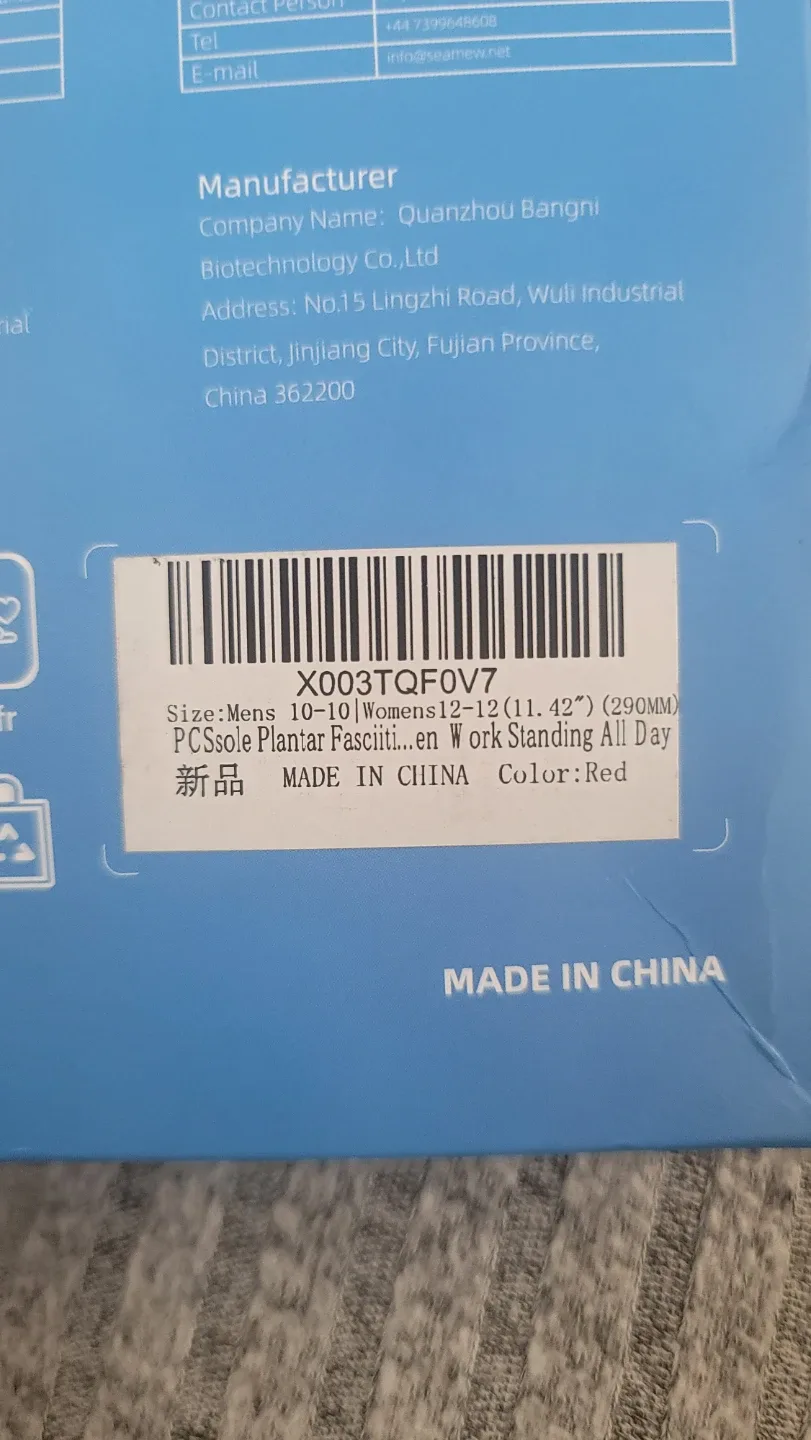 Contact Person
Tel +44 7399648608
E-mail info@seamew.net
Manufacturer
Company Name: Quanzhou Bangni
Biotechnology Co.,Ltd
Address: No.15 Lingzhi Road, Wuli Industrial
District, Jinjiang City, Fujian Province,
China 362200
rial
fr
X003TQF0V7
Size:Mens 10-10|Womens12-12(11.42″)(290MM)
PCSsole Plantar Fasciiti...en Work Standing All Day
新品 MADE IN CHINA Color:Red
MADE IN CHINA